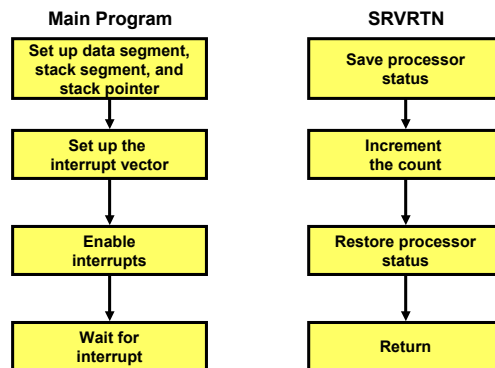 Main Program
Set up data segment,
stack segment, and
stack pointer
Set up the
interrupt vector
Enable
interrupts
Wait for
interrupt
SRVRTN
Save processor
status
Increment
the count
Restore processor
status
Return